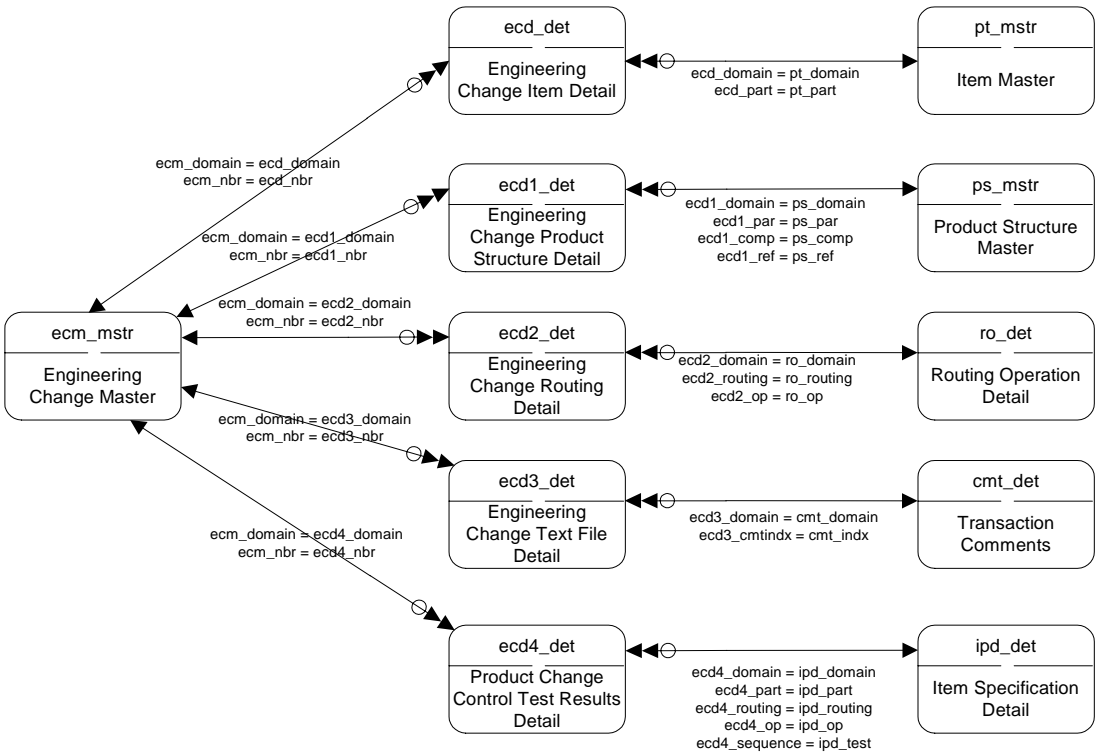 ecd_det
Engineering
Change Item Detail
ecd_domain = pt_domain
ecd_part = pt_part
pt_mstr
Item Master
ecm_domain = ecd_domain
ecm_nbr = ecd_nbr
ecd1_det
Engineering
Change Product
Structure Detail
ecd1_domain = ps_domain
ecd1_par = ps_par
ecd1_comp = ps_comp
ecd1_ref = ps_ref
ps_mstr
Product Structure
Master
ecm_domain = ecd1_domain
ecm_nbr = ecd1_nbr
ecm_mstr
Engineering
Change Master
ecm_domain = ecd2_domain
ecm_nbr = ecd2_nbr
ecd2_det
Engineering
Change Routing
Detail
ecd2_domain = ro_domain
ecd2_routing = ro_routing
ecd2_op = ro_op
ro_det
Routing Operation
Detail
ecm_domain = ecd3_domain
ecm_nbr = ecd3_nbr
ecd3_det
Engineering
Change Text File
Detail
ecd3_domain = cmt_domain
ecd3_cmtindx = cmt_indx
cmt_det
Transaction
Comments
ecm_domain = ecd4_domain
ecm_nbr = ecd4_nbr
ecd4_det
Product Change
Control Test Results
Detail
ecd4_domain = ipd_domain
ecd4_part = ipd_part
ecd4_routing = ipd_routing
ecd4_op = ipd_op
ecd4_sequence = ipd_test
ipd_det
Item Specification
Detail